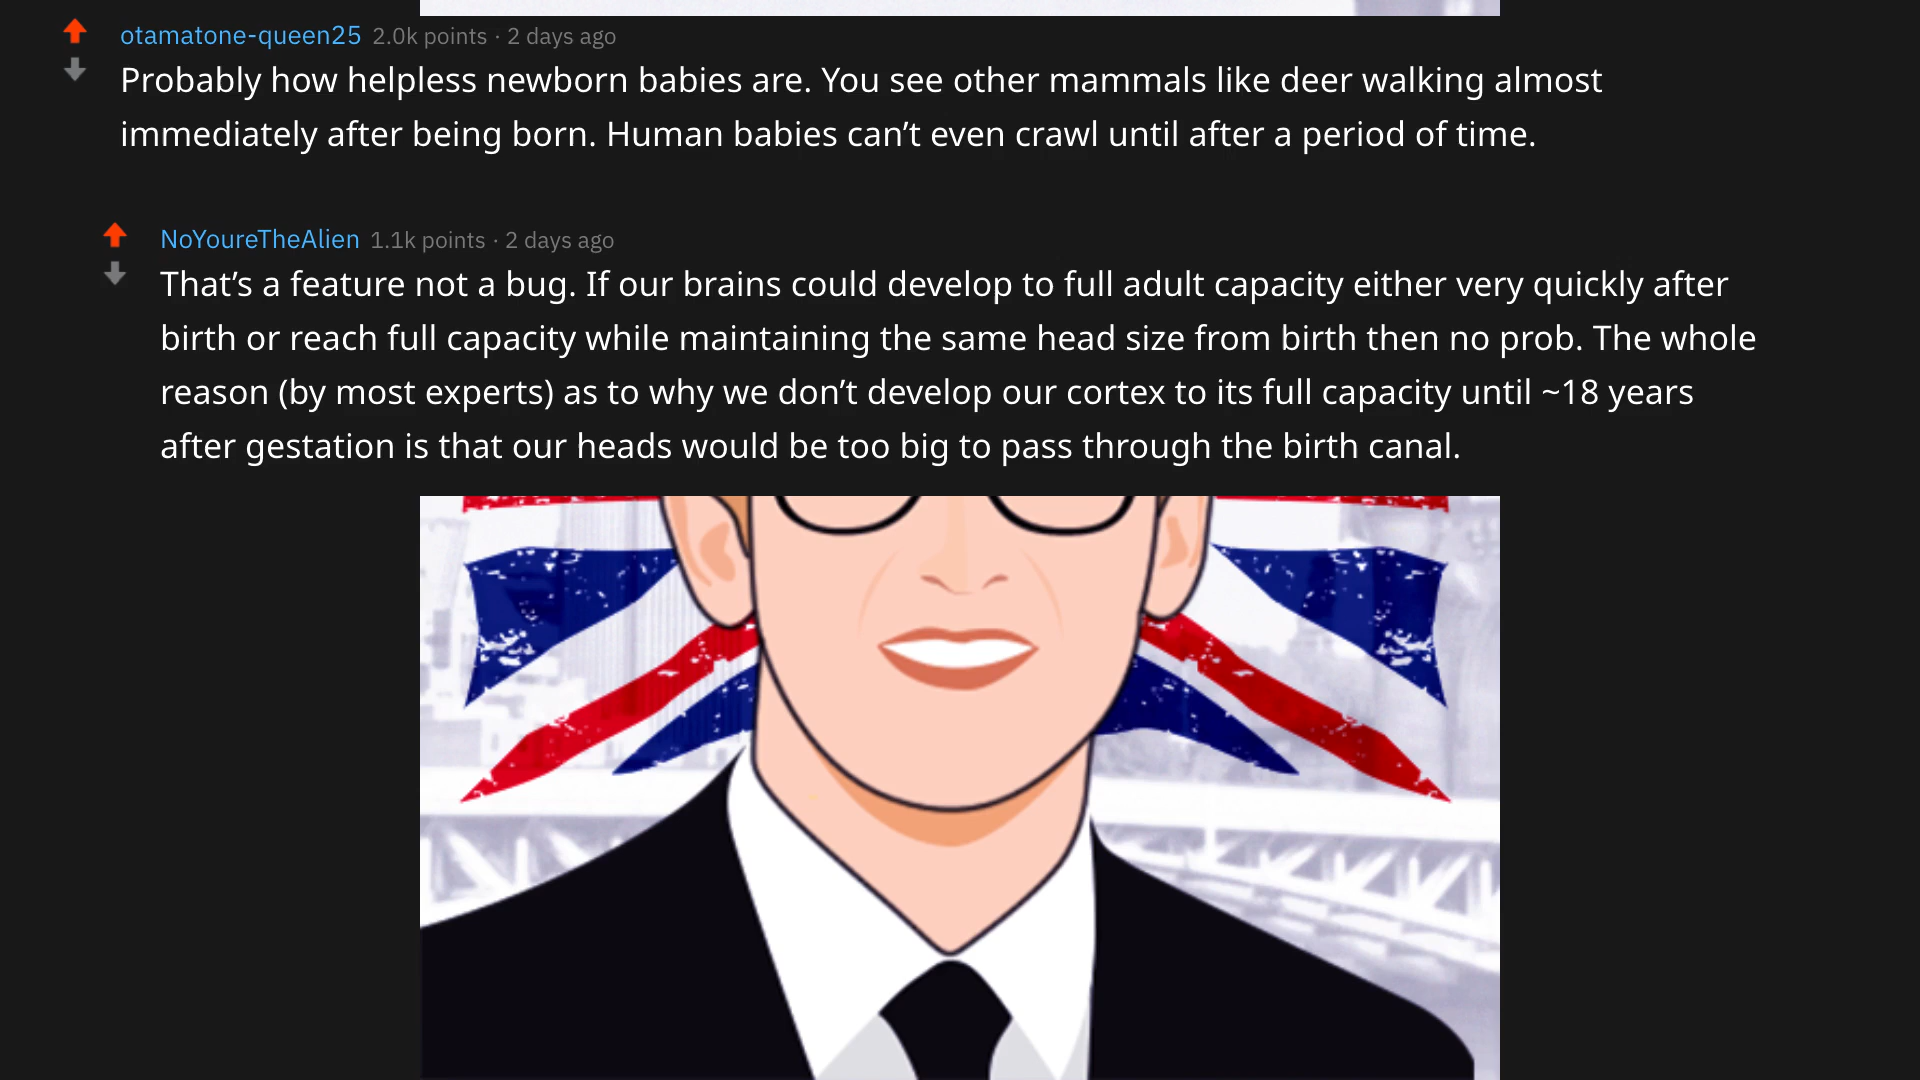 otamatone-queen25 2.0k points · 2 days ago
Probably how helpless newborn babies are. You see other mammals like deer walking almost
immediately after being born. Human babies can’t even crawl until after a period of time.
NoYoureTheAlien 1.1k points · 2 days ago
That’s a feature not a bug. If our brains could develop to full adult capacity either very quickly after
birth or reach full capacity while maintaining the same head size from birth then no prob. The whole
reason (by most experts) as to why we don’t develop our cortex to its full capacity until ~18 years
after gestation is that our heads would be too big to pass through the birth canal.